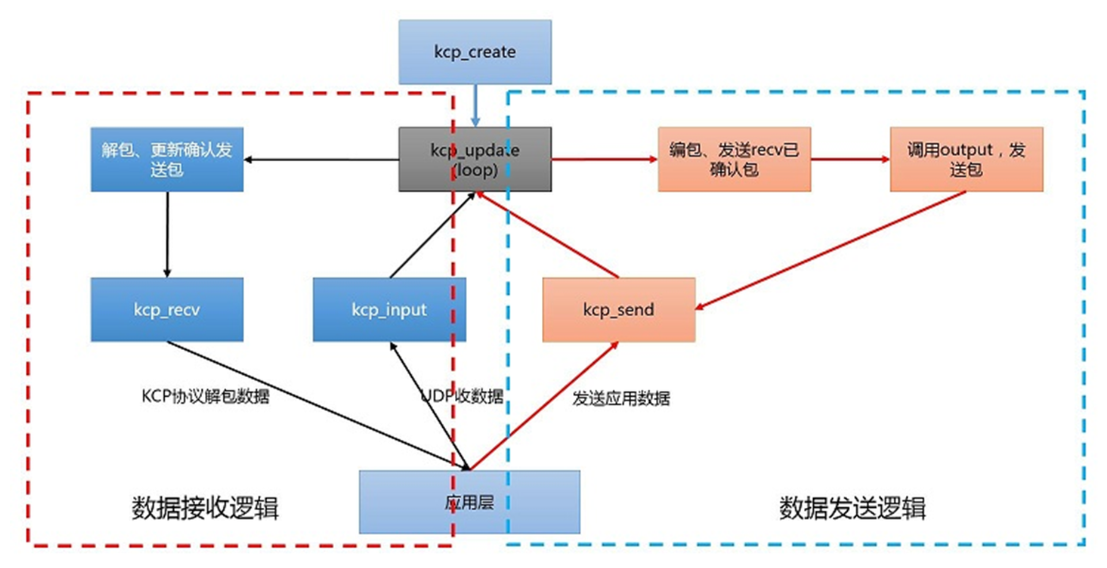 kcp_create
解包、更新确认发
送包
kcp_update
(loop)
编包、发送recv已
确认包
调用output，发
送包
kcp_recv
kcp_input
kcp_send
KCP协议解包数据
UDP收数据
发送应用数据
数据接收逻辑
应用层
数据发送逻辑